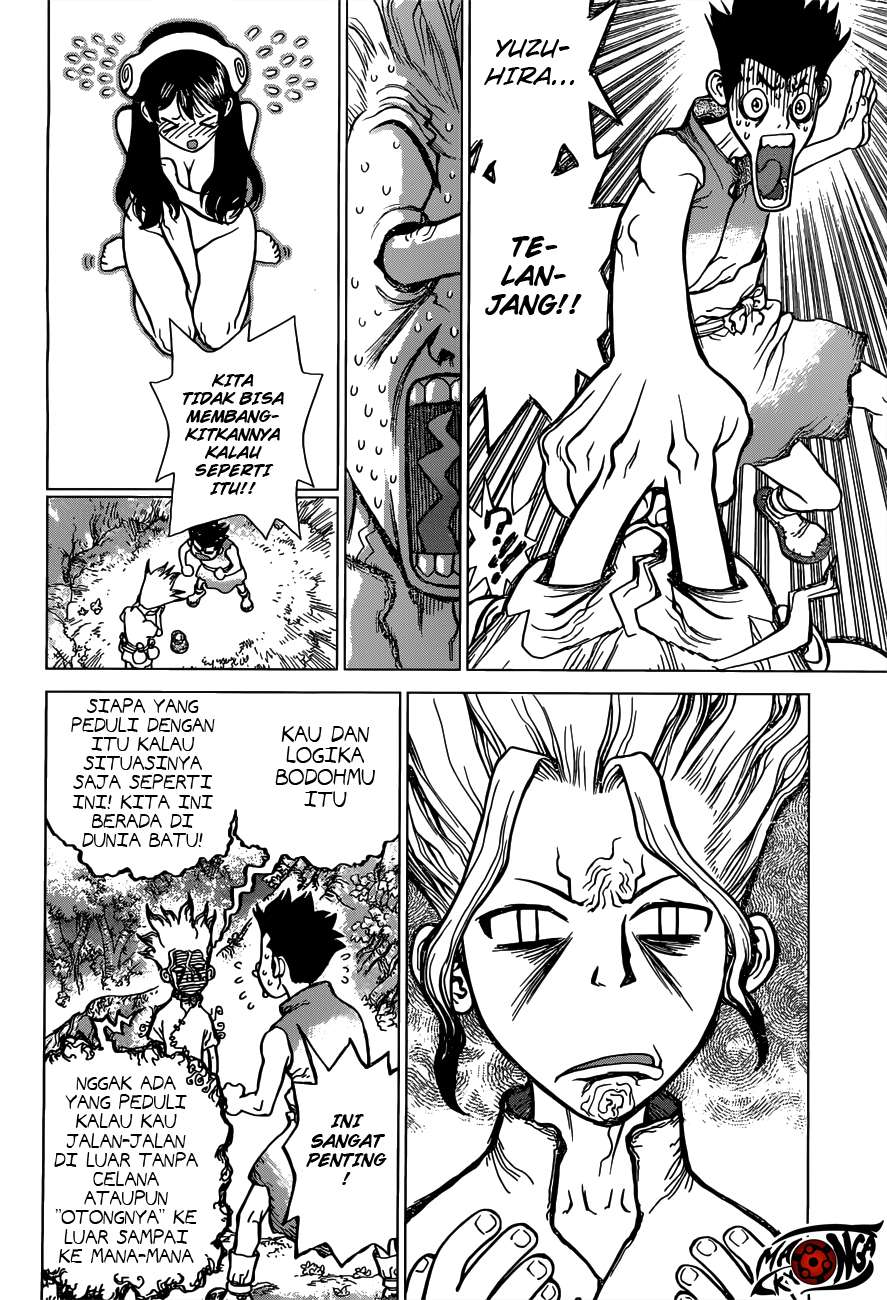 YUZU-
HIRA...
TE-
LAN-
JANG!!
KITA
TIDAK BISA
MEMBANG-
KITKANNYA
KALAU
SEPERTI
ITU!!
KAU DAN
LOGIKA
BODOHMU
ITU
SIAPA YANG
PEDULI DENGAN
ITU KALAU
SITUASINYA
SAJA SEPERTI
INI! KITA INI
BERADA DI
DUNIA BATU!
INI
SANGAT
PENTING
!
NGGAK ADA
YANG PEDULI
KALAU KAU
JALAN-JALAN
DI LUAR TANPA
CELANA
ATAUPUN
"OTONGNYA" KE
LUAR SAMPAI
KE MANA-MANA